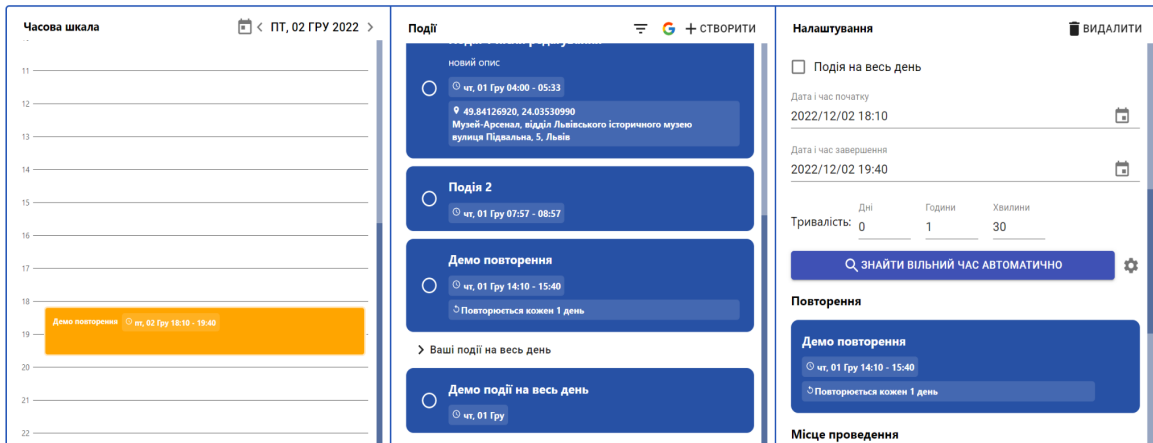 Часова шкала
ПТ, 02 ГРУ 2022
11
12
13
14
15
16
17
18
Демо повторення пт, 02 Гру 18:10 - 19:40
19
20
21
22
Події
СТВОРИТИ
новий опис
чт, 01 Гру 04:00 - 05:33
49.84126920, 24.03530990
Музей-Арсенал, відділ Львівського історичного музею
вулиця Підвальна, 5, Львів
Подія 2
чт, 01 Гру 07:57 - 08:57
Демо повторення
чт, 01 Гру 14:10 - 15:40
Повторюється кожен 1 день
Ваші події на весь день
Демо події на весь день
чт, 01 Гру
Налаштування
ВИДАЛИТИ
Подія на весь день
Дата і час початку
2022/12/02 18:10
Дата і час завершення
2022/12/02 19:40
Дні Години Хвилини
Тривалість: 0 1 30
ЗНАЙТИ ВІЛЬНИЙ ЧАС АВТОМАТИЧНО
Повторення
Демо повторення
чт, 01 Гру 14:10 - 15:40
Повторюється кожен 1 день
Місце проведення